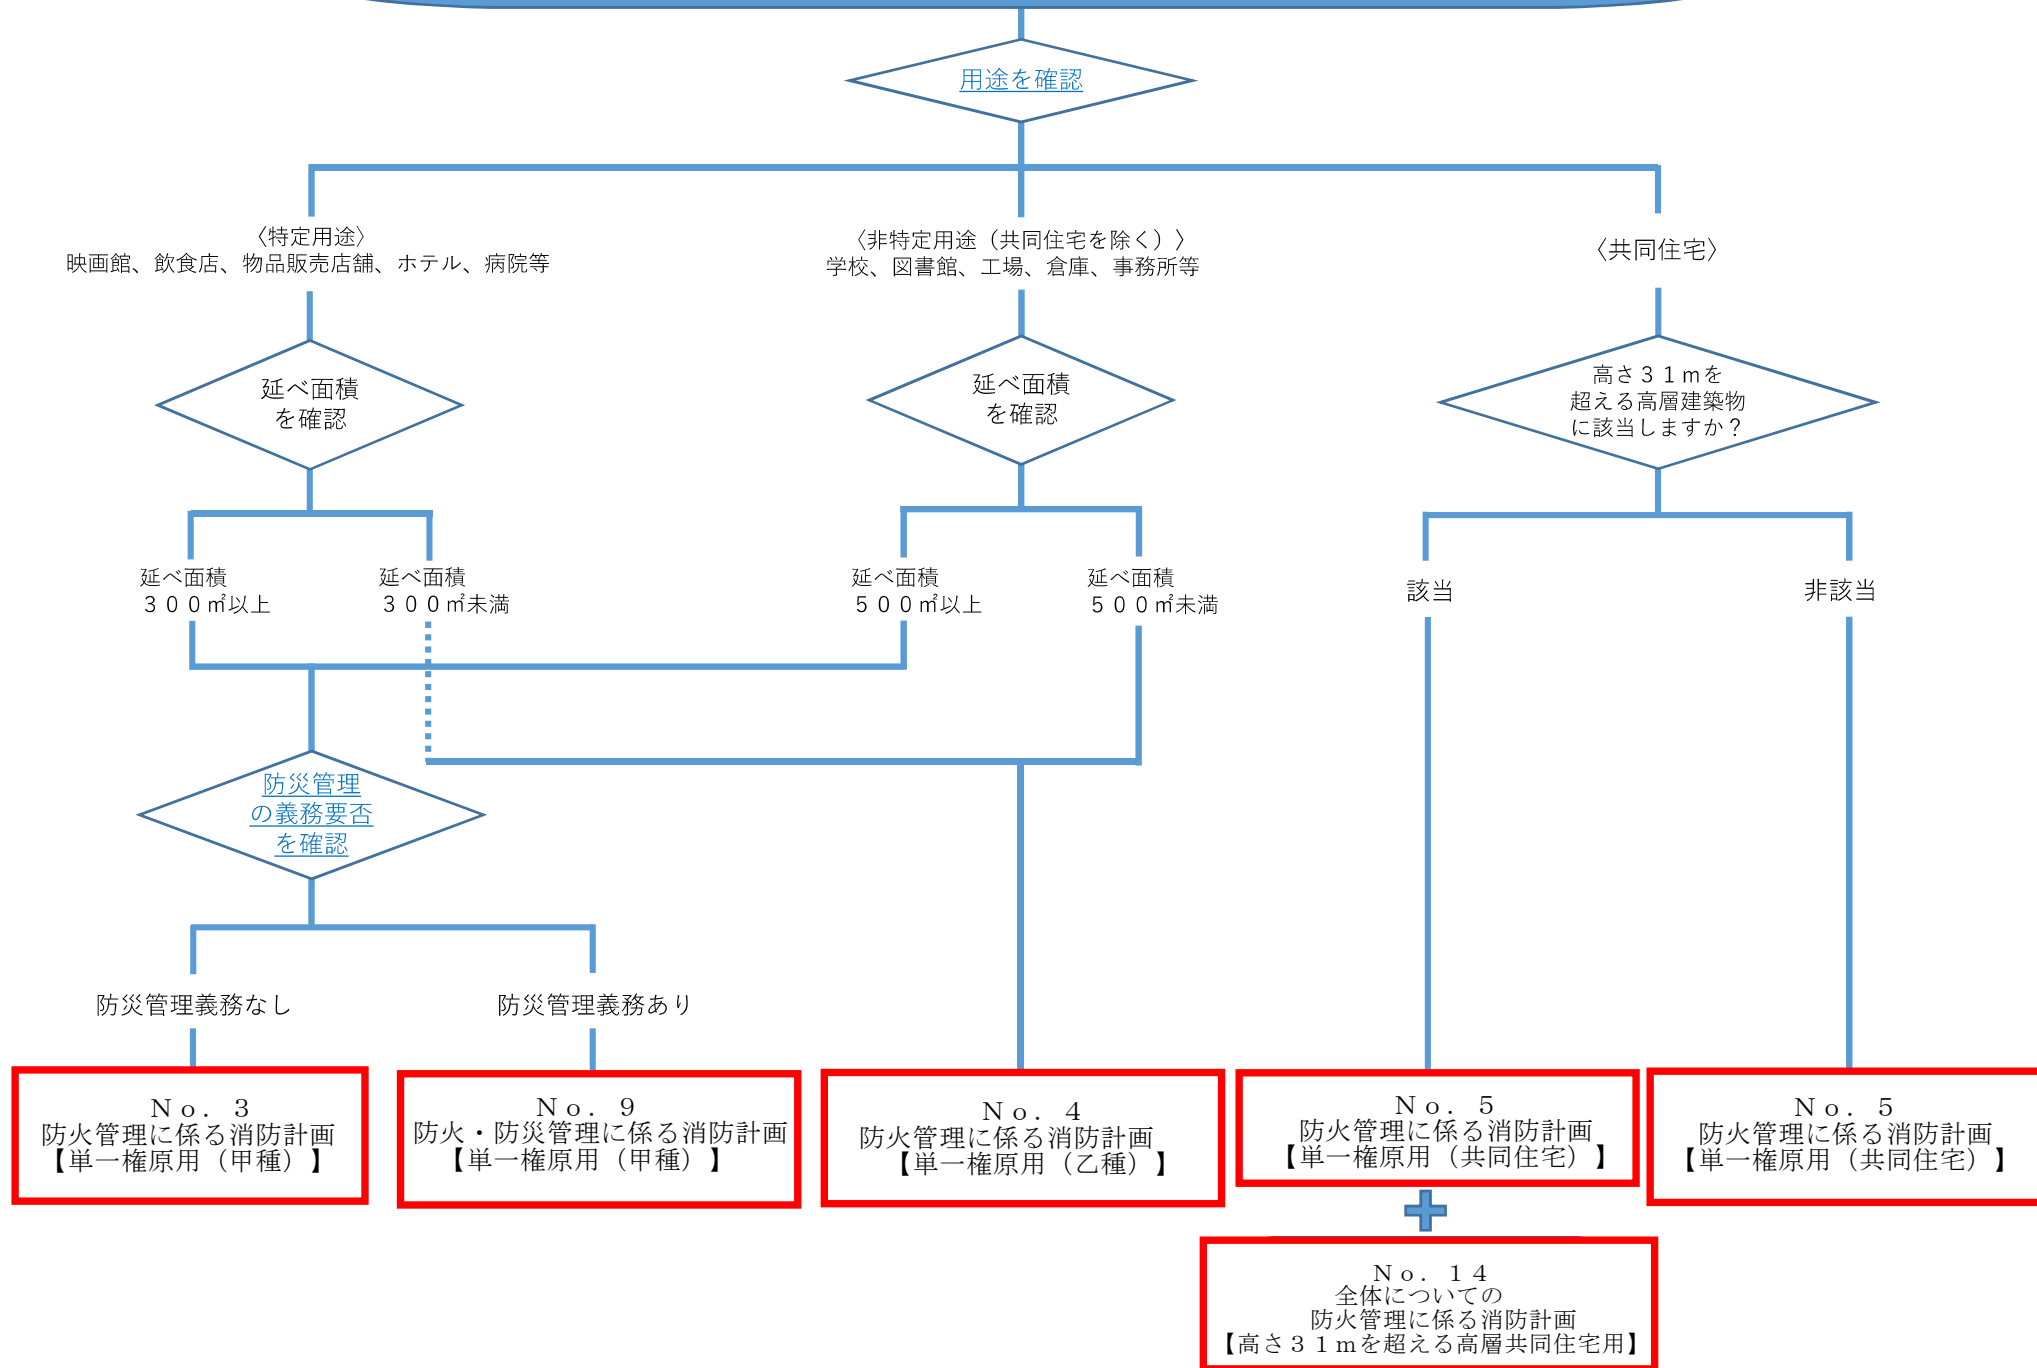 用途を確認
〈特定用途〉
映画館、飲食店、物品販売店舗、ホテル、病院等
〈非特定用途（共同住宅を除く）〉
学校、図書館、工場、倉庫、事務所等
〈共同住宅〉
延べ面積
を確認
延べ面積
を確認
高さ３１ｍを
超える高層建築物
に該当しますか？
延べ面積
３００㎡以上
延べ面積
３００㎡未満
延べ面積
５００㎡以上
延べ面積
５００㎡未満
該当
非該当
防災管理
の義務要否
を確認
防災管理義務なし
防災管理義務あり
Ｎｏ．３
防火管理に係る消防計画
【単一権原用（甲種）】
Ｎｏ．９
防火・防災管理に係る消防計画
【単一権原用（甲種）】
Ｎｏ．４
防火管理に係る消防計画
【単一権原用（乙種）】
Ｎｏ．５
防火管理に係る消防計画
【単一権原用（共同住宅）】
Ｎｏ．５
防火管理に係る消防計画
【単一権原用（共同住宅）】
Ｎｏ．１４
全体についての
防火管理に係る消防計画
【高さ３１ｍを超える高層共同住宅用】